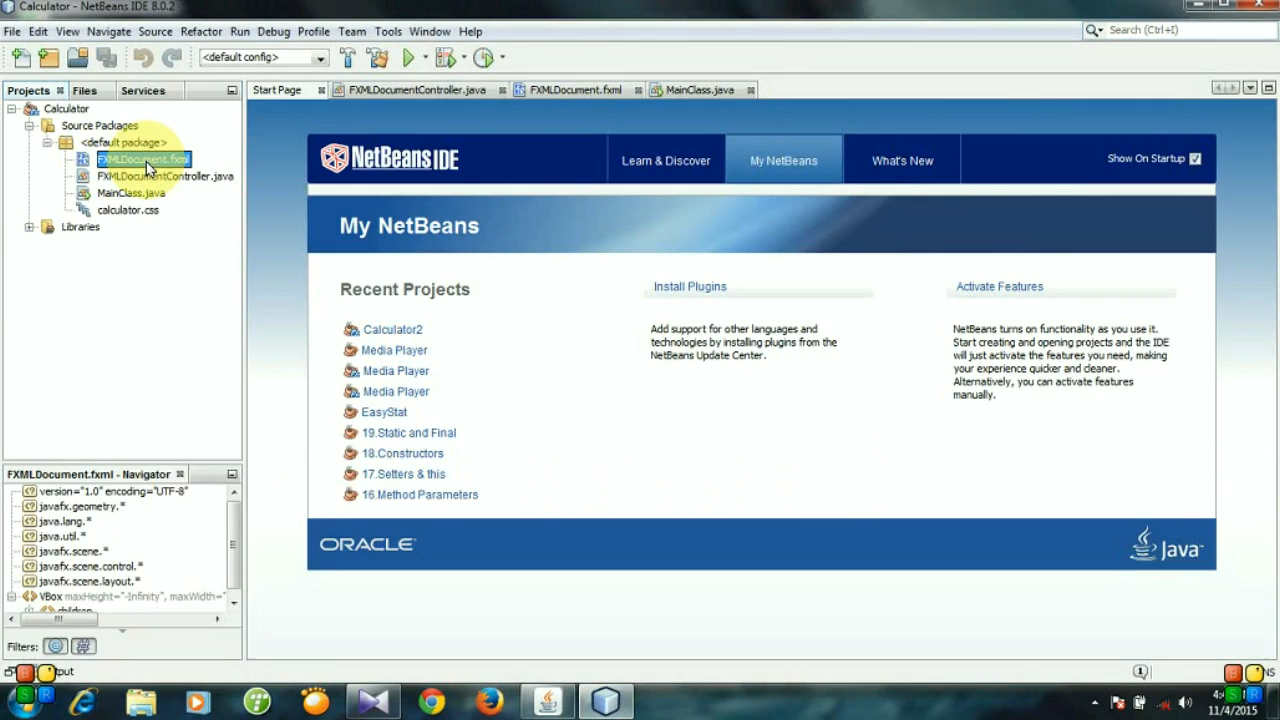 Calculator - NetBeans IDE 8.0.2
File Edit View Navigate Source Refactor Run Debug Profile Team Tools Window Help
Search (Ctrl+I)
<default config>
Projects Files Services
Start Page FXMLDocumentController.java FXMLDocument.fxml MainClass.java
Calculator
Source Packages
<default package>
FXMLDocument.fxml
FXMLDocumentController.java
MainClass.java
calculator.css
Libraries
NetBeans IDE
Learn & Discover
My NetBeans
What's New
Show On Startup
My NetBeans
Recent Projects
Calculator2
Media Player
Media Player
Media Player
EasyStat
19.Static and Final
18.Constructors
17.Setters & this
16.Method Parameters
Install Plugins
Add support for other languages and
technologies by installing plugins from the
NetBeans Update Center.
Activate Features
NetBeans turns on functionality as you use it.
Start creating and opening projects and the IDE
will just activate the features you need, making
your experience quicker and cleaner.
Alternatively, you can activate features
manually.
ORACLE
Java
FXMLDocument.fxml - Navigator
version="1.0" encoding="UTF-8"
javafx.geometry.*
java.lang.*
java.util.*
javafx.scene.*
javafx.scene.control.*
javafx.scene.layout.*
VBox maxHeight="-Infinity", maxWidth="
children
Filters:
11/4/2015